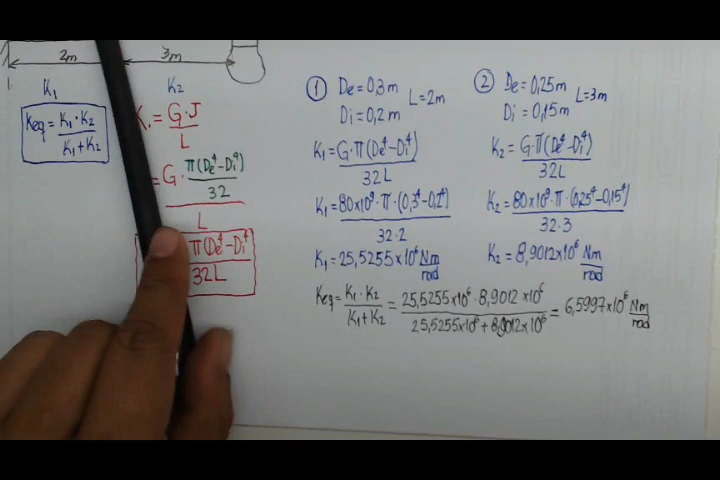 2m 3m
K1 K2
Keq = K1·K2 / K1+K2
K. = G·J / L
= G · π(De⁴-Di⁴) / 32 / L
π(De⁴-Di⁴) / 32L
① De = 0,3m L=2m
Di = 0,2m
K1 = G·π(De⁴-Di⁴) / 32L
K1 = 80x10⁹·π·(0,3⁴-0,2⁴) / 32·2
K1 = 25,5255x10⁶ Nm/rad
② De = 0,25m L=3m
Di = 0,15m
K2 = G·π(De⁴-Di⁴) / 32L
K2 = 80x10⁹·π·(0,25⁴-0,15⁴) / 32·3
K2 = 8,9012x10⁶ Nm/rad
Keq = K1·K2 / K1+K2 = 25,5255x10⁶·8,9012x10⁶ / 25,5255x10⁶+8,9012x10⁶ = 6,5997x10⁶ Nm/rad